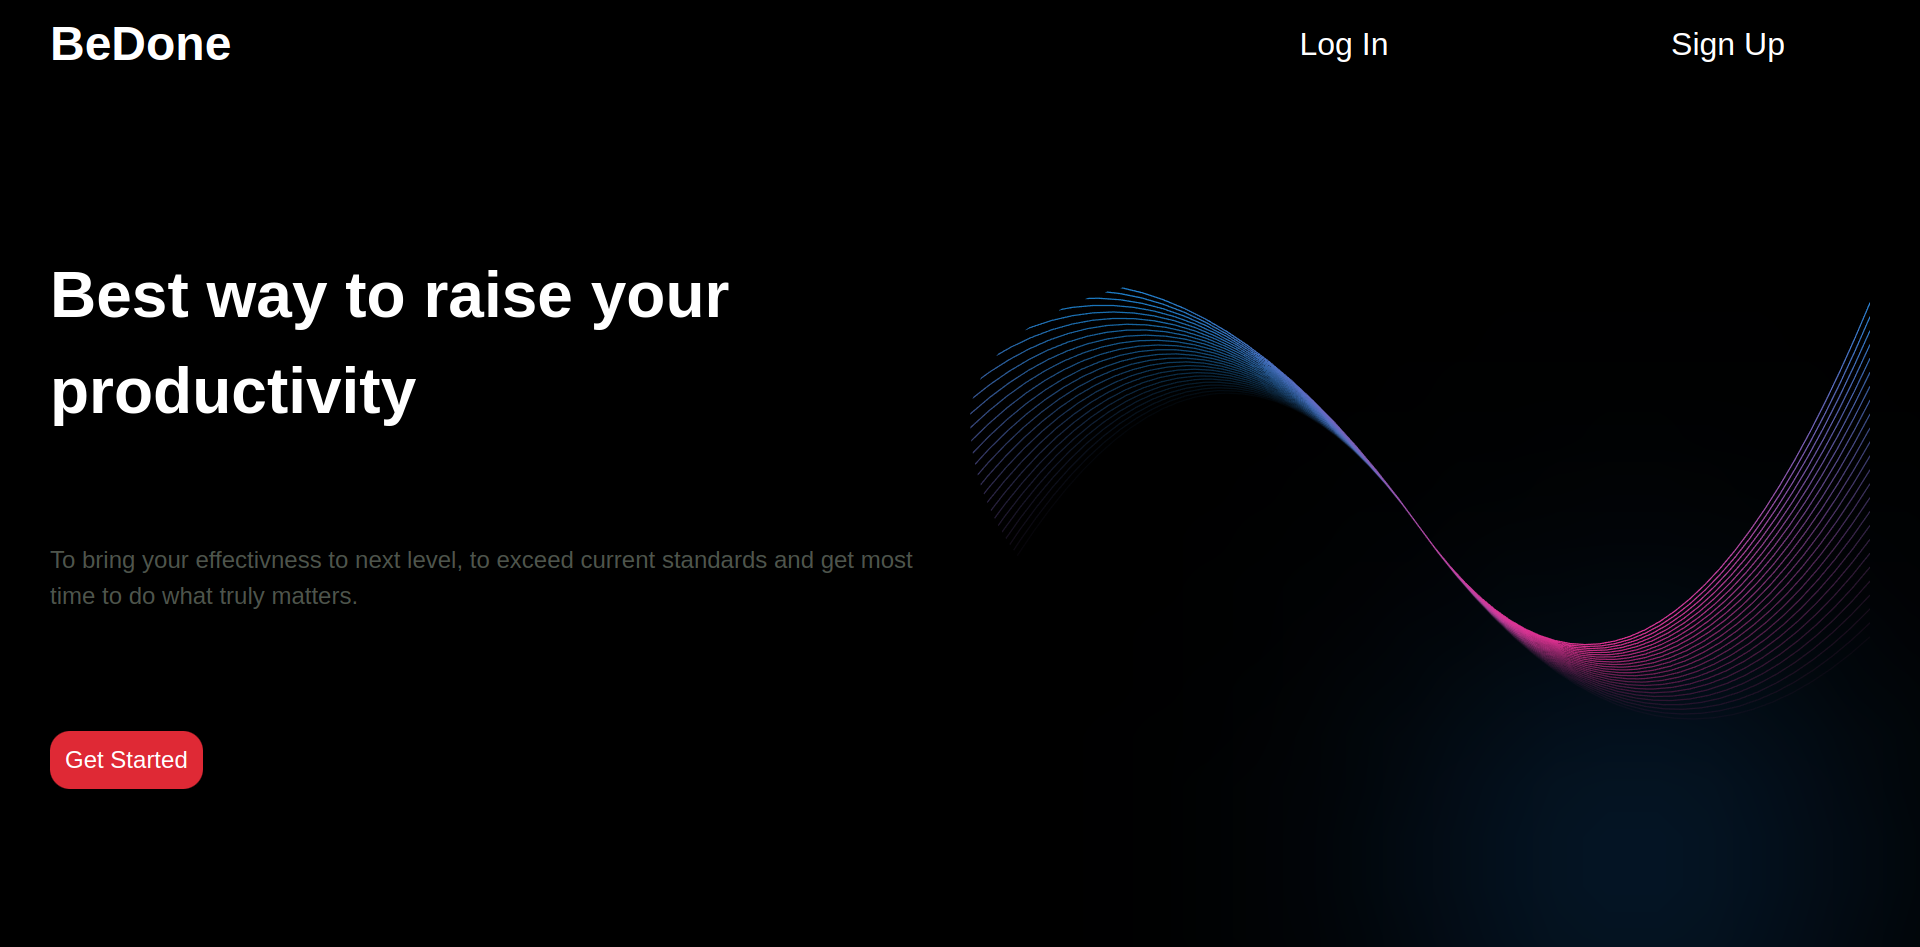 BeDone
Log In
Sign Up
Best way to raise your
productivity
To bring your effectivness to next level, to exceed current standards and get most
time to do what truly matters.
Get Started